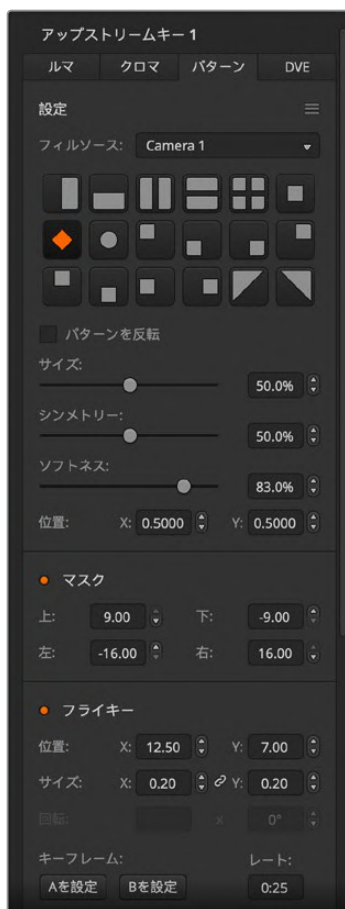 アップストリームキー 1
ルマ クロマ パターン DVE
設定
フィルソース: Camera 1
パターンを反転
サイズ:
50.0%
シンメトリー:
50.0%
ソフトネス:
83.0%
位置: X: 0.5000 Y: 0.5000
マスク
上: 9.00 下: -9.00
左: -16.00 右: 16.00
フライキー
位置: X: 12.50 Y: 7.00
サイズ: X: 0.20 Y: 0.20
回転: x 0°
キーフレーム: レート:
Aを設定 Bを設定 0:25